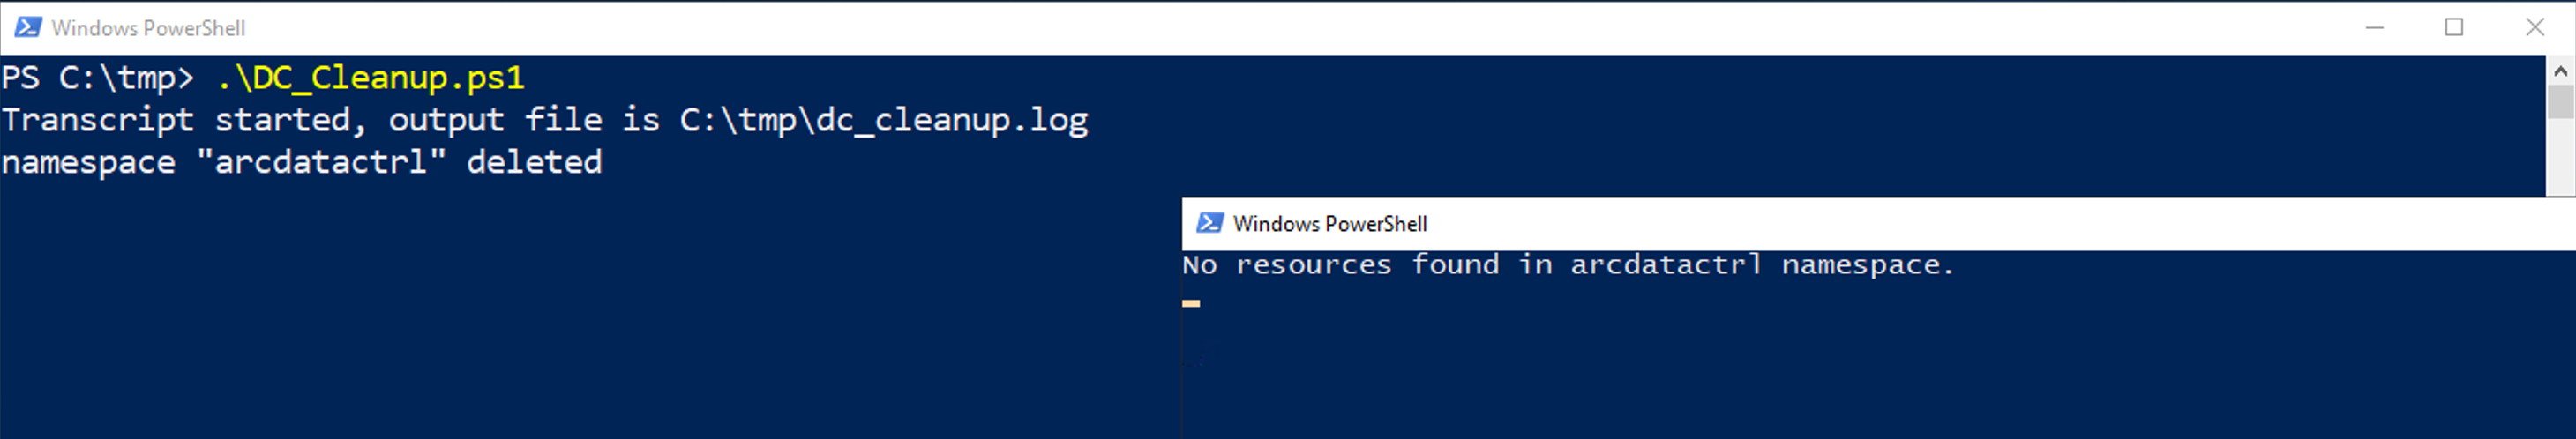 Windows PowerShell
PS C:\tmp> .\DC_Cleanup.ps1
Transcript started, output file is C:\tmp\dc_cleanup.log
namespace "arcdatactrl" deleted
Windows PowerShell
No resources found in arcdatactrl namespace.